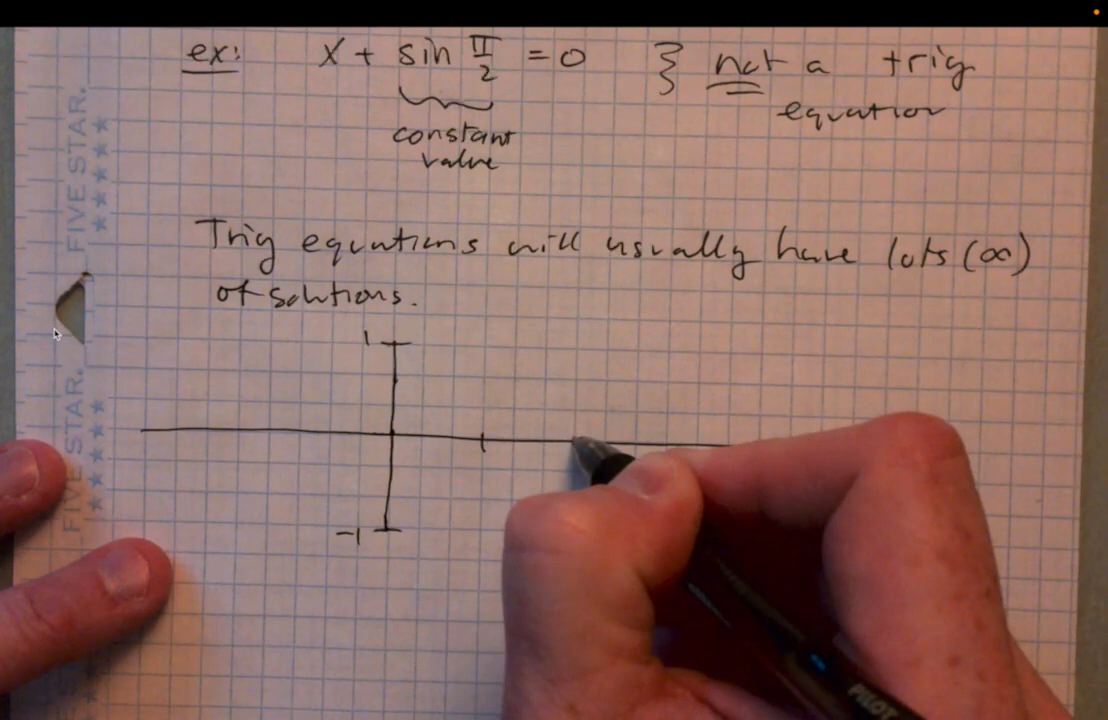 ex: x + sin π/2 = 0 } not a trig
equation
constant
value
Trig equations will usually have lots (∞)
of solutions.
1
-1
FIVE STAR.
FIVE STAR.
PILOT